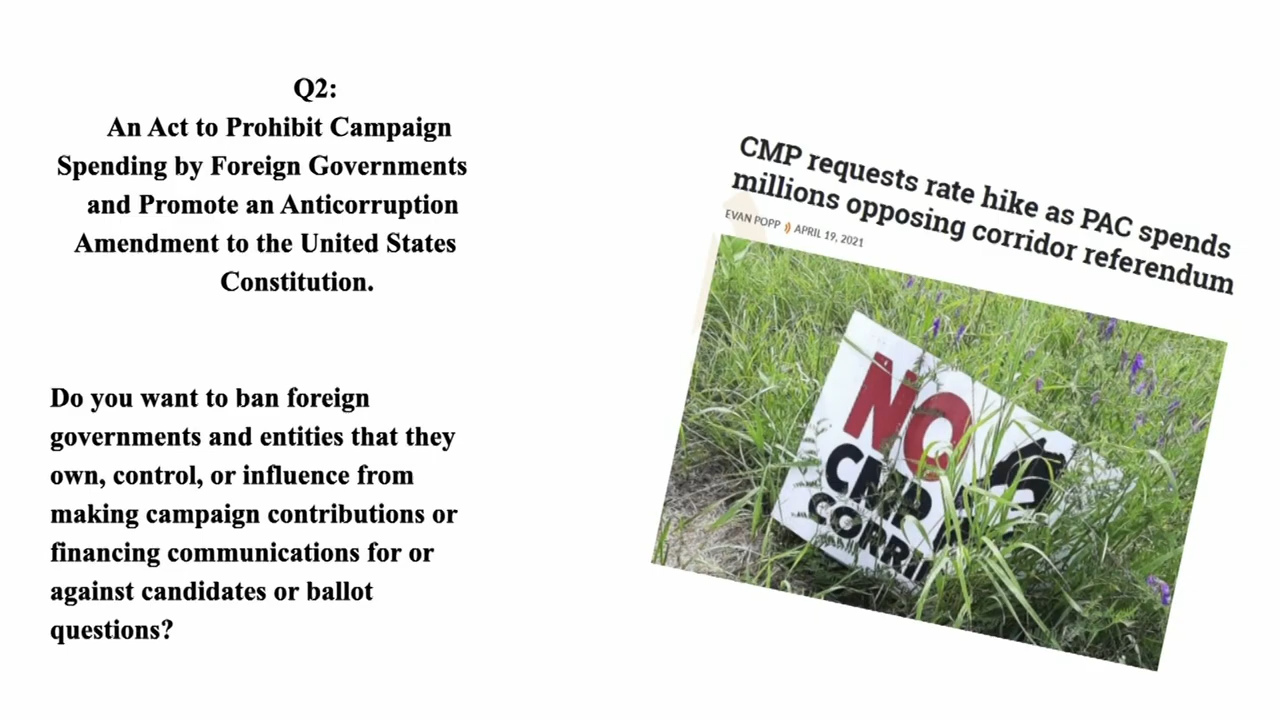 Q2:
An Act to Prohibit Campaign
Spending by Foreign Governments
and Promote an Anticorruption
Amendment to the United States
Constitution.
Do you want to ban foreign
governments and entities that they
own, control, or influence from
making campaign contributions or
financing communications for or
against candidates or ballot
questions?
CMP requests rate hike as PAC spends
millions opposing corridor referendum
EVAN POPP APRIL 19, 2021
NO
CMP
CORRI